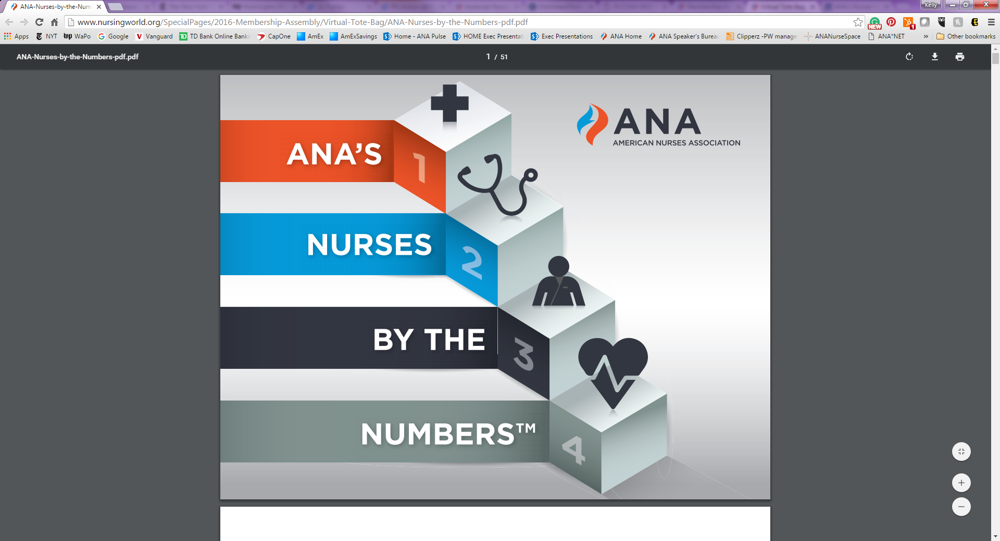 ANA-Nurses-by-the-Num
Kelly
www.nursingworld.org/SpecialPages/2016-Membership-Assembly/Virtual-Tote-Bag/ANA-Nurses-by-the-Numbers-pdf.pdf
NEW
1
Apps NYT WaPo Google Vanguard TD Bank Online Banki CapOne AmEx AmExSavings Home - ANA Pulse HOME Exec Presentat Exec Presentations ANA Home ANA Speaker's Burea Clipperz -PW manage ANANurseSpace ANA*NET » Other bookmarks
ANA-Nurses-by-the-Numbers-pdf.pdf
1 / 51
ANA
AMERICAN NURSES ASSOCIATION
ANA'S 1
NURSES 2
BY THE 3
NUMBERS™ 4